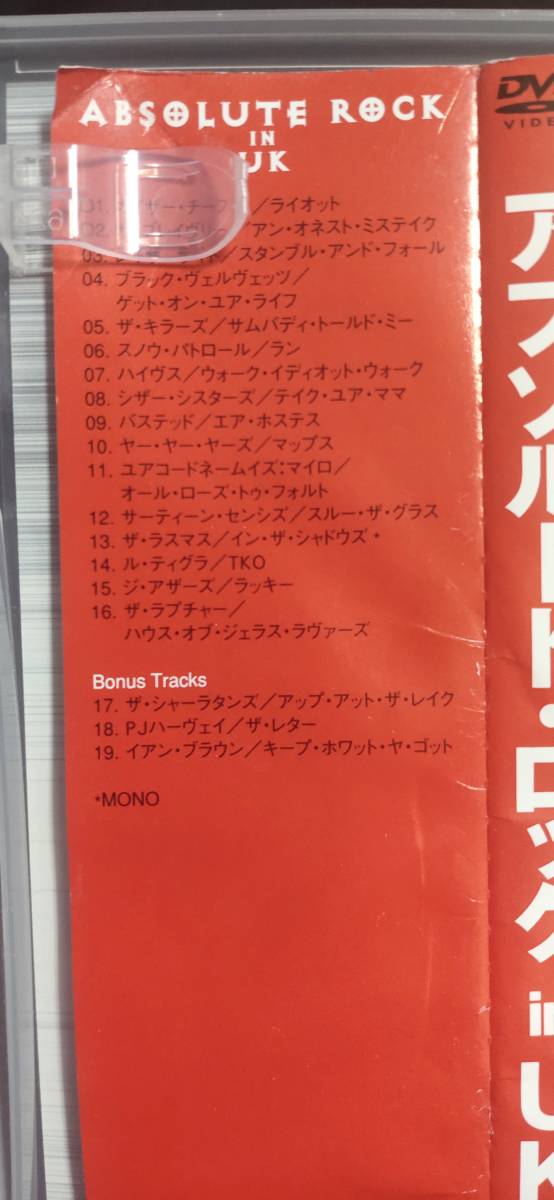 ABSOLUTE ROCK
IN
UK
01. カイザー・チーフス／ライオット
02. ／アン・オネスト・ミステイク
03. ／スタンブル・アンド・フォール
04. ブラック・ヴェルヴェッツ／
ゲット・オン・ユア・ライフ
05. ザ・キラーズ／サムバディ・トールド・ミー
06. スノウ・パトロール／ラン
07. ハイヴス／ウォーク・イディオット・ウォーク
08. シザー・シスターズ／テイク・ユア・ママ
09. バステッド／エア・ホステス
10. ヤー・ヤー・ヤーズ／マップス
11. ユアコードネームイズ:マイロ／
オール・ローズ・トゥ・フォルト
12. サーティーン・センシズ／スルー・ザ・グラス
13. ザ・ラスマス／イン・ザ・シャドウズ *
14. ル・ティグラ／TKO
15. ジ・アザーズ／ラッキー
16. ザ・ラプチャー／
ハウス・オブ・ジェラス・ラヴァーズ
Bonus Tracks
17. ザ・シャーラタンズ／アップ・アット・ザ・レイク
18. PJハーヴェイ／ザ・レター
19. イアン・ブラウン／キープ・ホワット・ヤ・ゴット
*MONO
アブソルート・ロック in UK